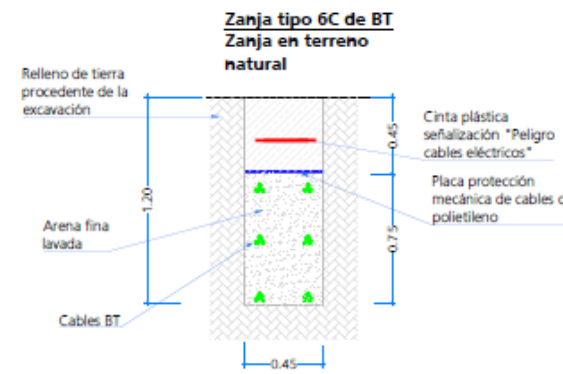 Zanja tipo 6C de BT
Zanja en terreno
natural
Relleno de tierra
procedente de la
excavación
Cinta plástica
señalización "Peligro
cables eléctricos"
Placa protección
mecánica de cables d
polietileno
Arena fina
lavada
Cables BT
1.20
0.45
0.75
0.45